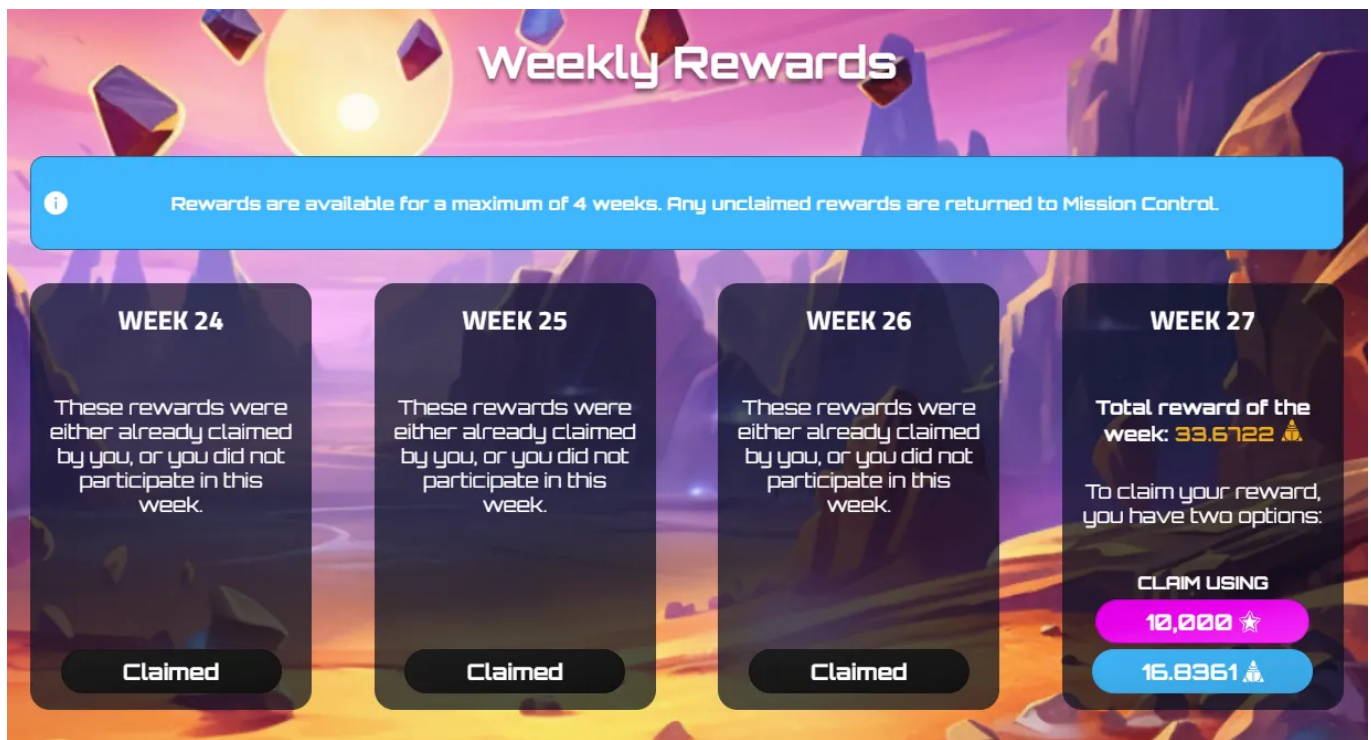 Weekly Rewards
Rewards are available for a maximum of 4 weeks. Any unclaimed rewards are returned to Mission Control.
WEEK 24
These rewards were
either already claimed
by you, or you did not
participate in this
week.
Claimed
WEEK 25
These rewards were
either already claimed
by you, or you did not
participate in this
week.
Claimed
WEEK 26
These rewards were
either already claimed
by you, or you did not
participate in this
week.
Claimed
WEEK 27
Total reward of the
week: 33.6722
To claim your reward,
you have two options:
CLAIM USING
10,000
16.8361